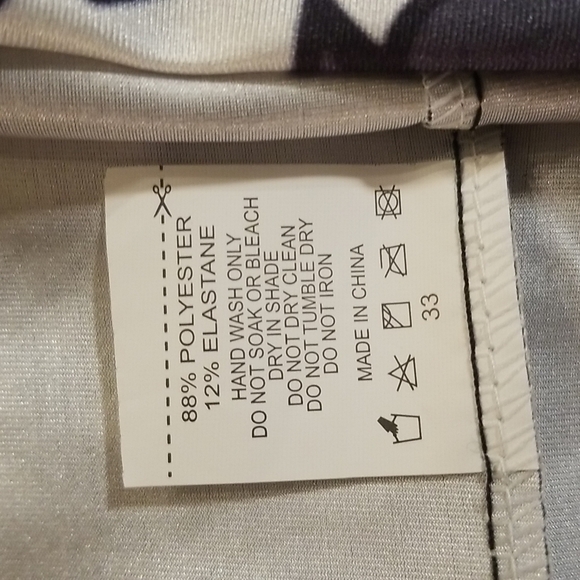 88% POLYESTER
12% ELASTANE
HAND WASH ONLY
DO NOT SOAK OR BLEACH
DRY IN SHADE
DO NOT DRY CLEAN
DO NOT TUMBLE DRY
DO NOT IRON
MADE IN CHINA
33